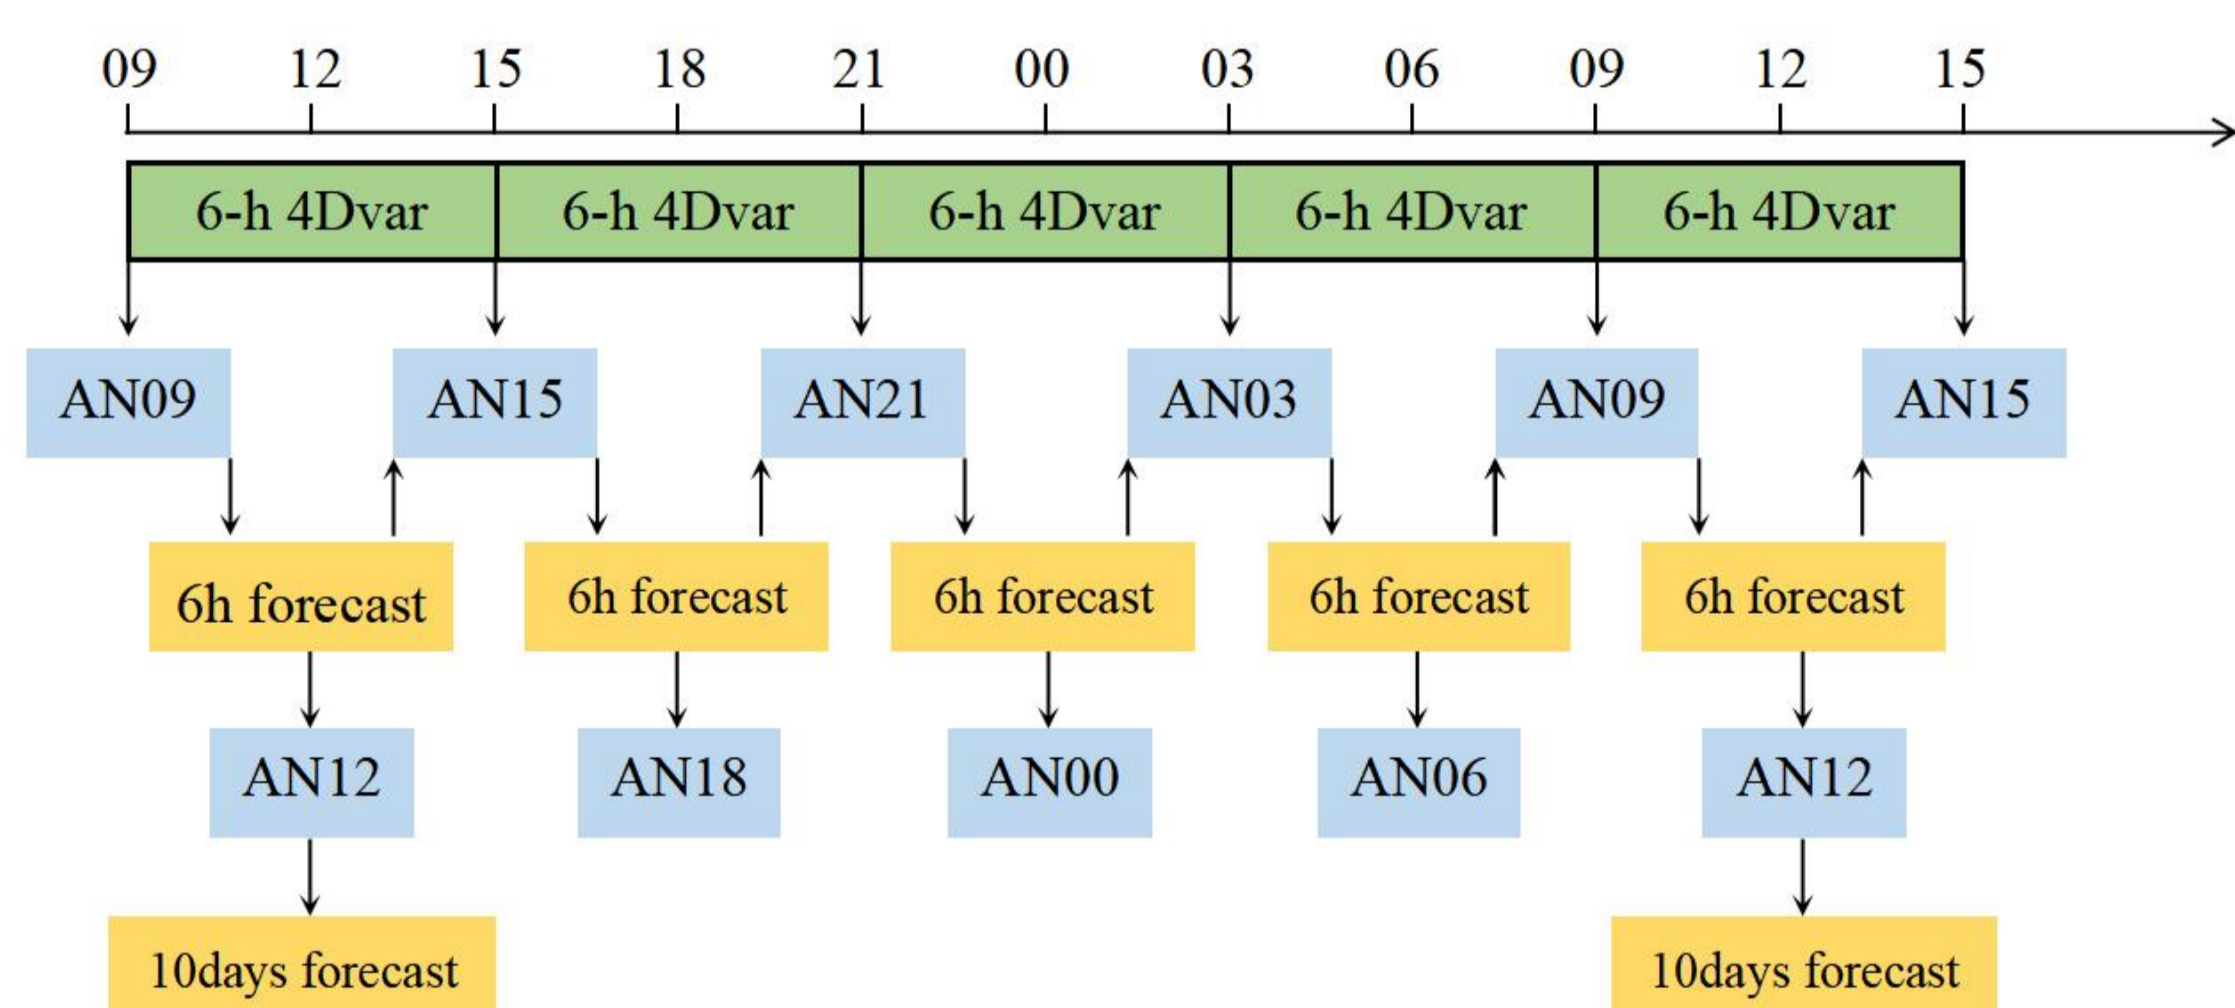 09 12 15 18 21 00 03 06 09 12 15
6-h 4Dvar 6-h 4Dvar 6-h 4Dvar 6-h 4Dvar 6-h 4Dvar
AN09 AN15 AN21 AN03 AN09 AN15
6h forecast 6h forecast 6h forecast 6h forecast 6h forecast
AN12 AN18 AN00 AN06 AN12
10days forecast 10days forecast